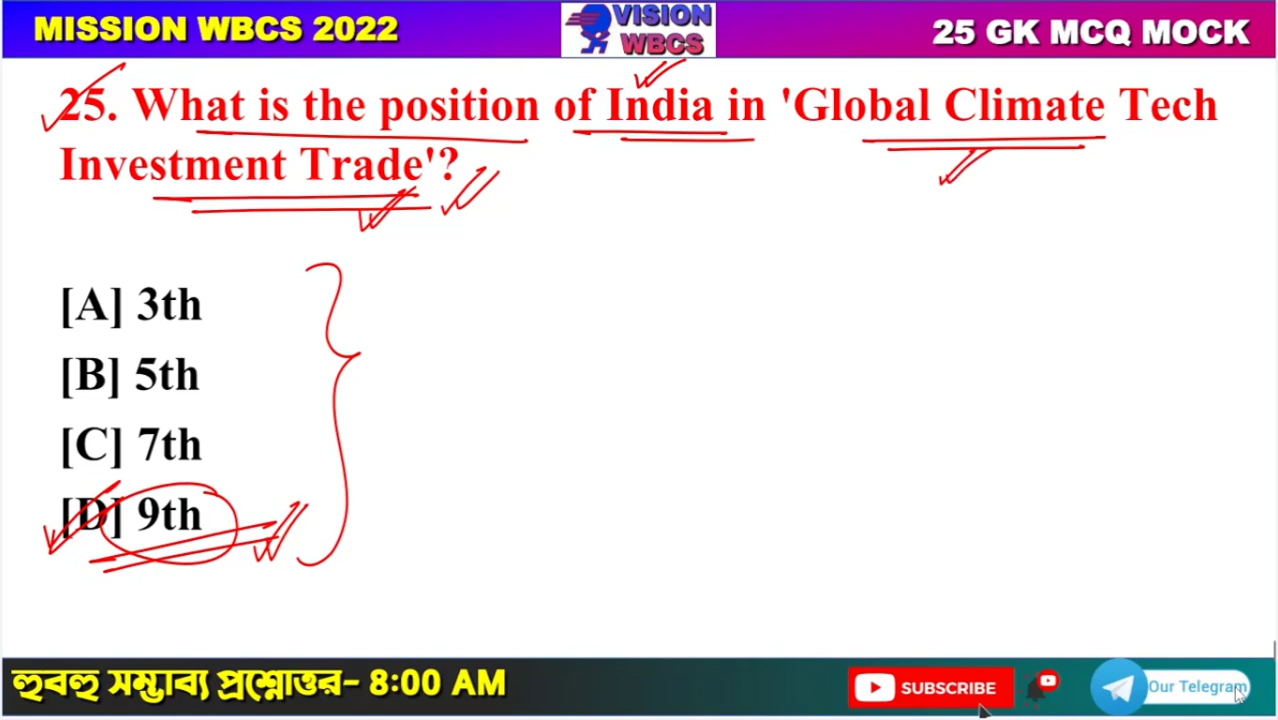 MISSION WBCS 2022
VISION
WBCS
25 GK MCQ MOCK
25. What is the position of India in 'Global Climate Tech
Investment Trade'?
[A] 3th
[B] 5th
[C] 7th
[D] 9th
হুবহু সম্ভাব্য প্রশ্নোত্তর- 8:00 AM
SUBSCRIBE
Our Telegram